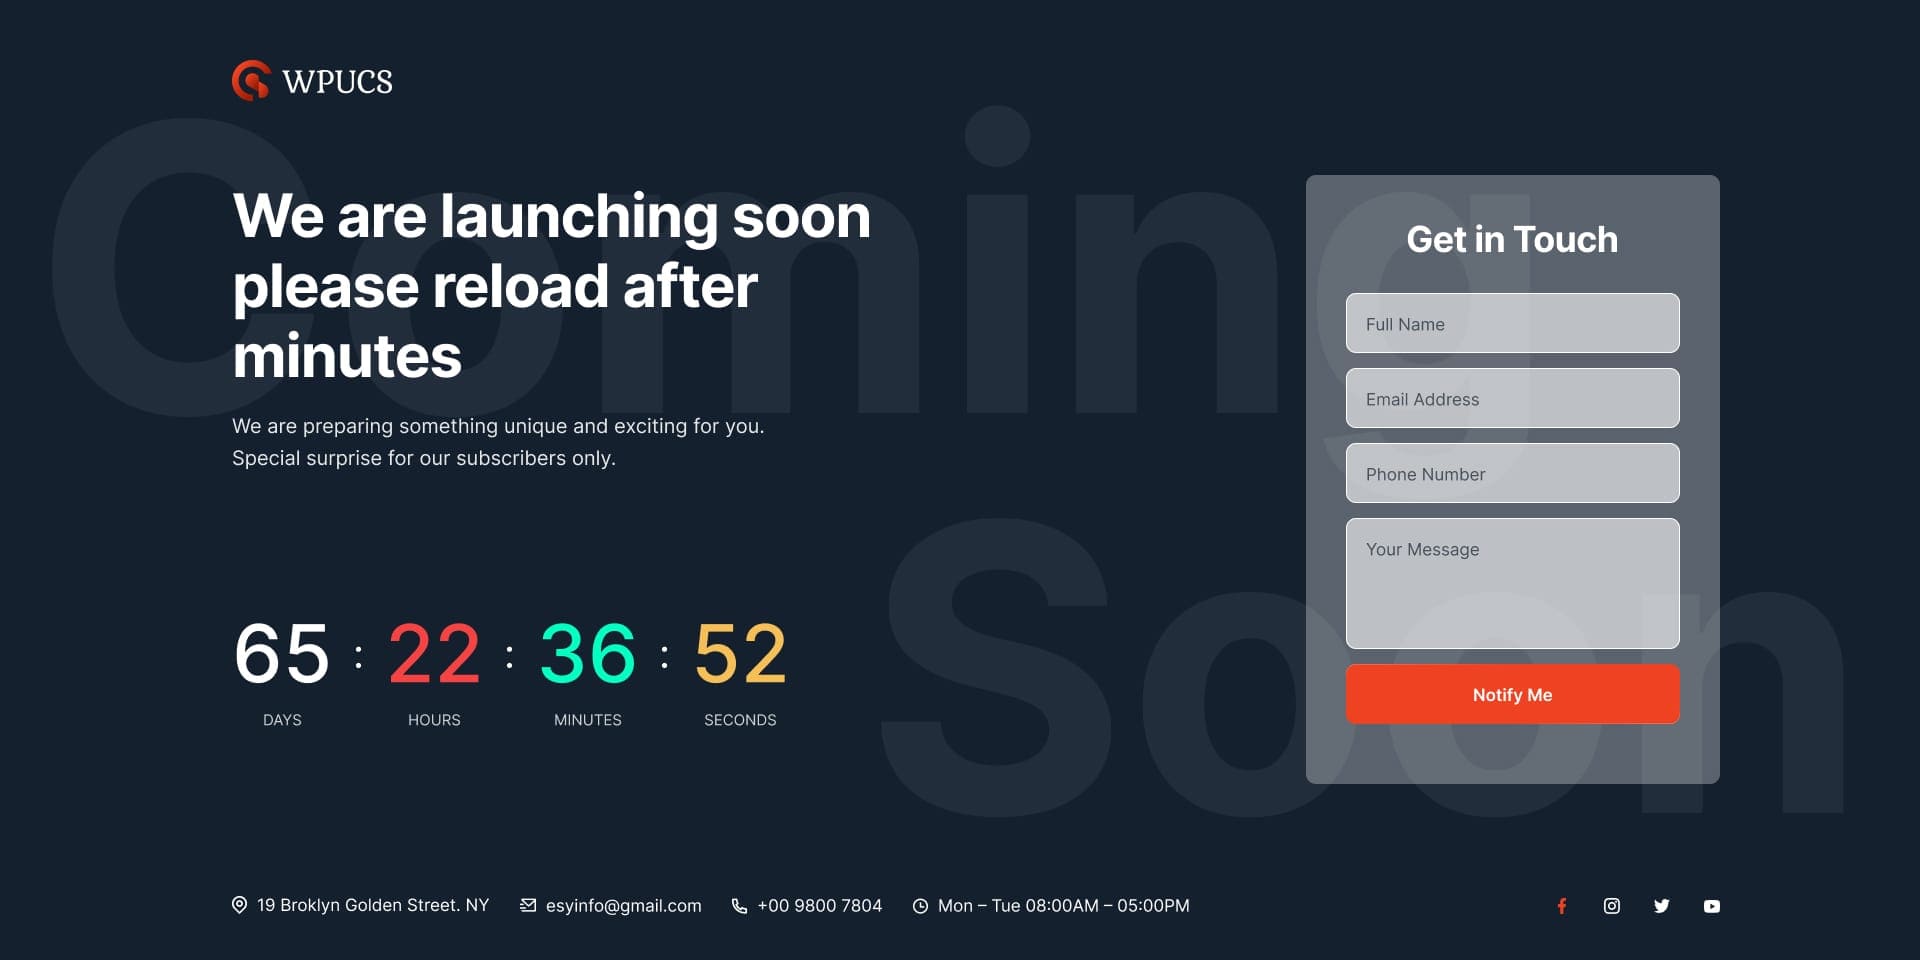 WPUCS
Coming
We are launching soon
please reload after
minutes
We are preparing something unique and exciting for you.
Special surprise for our subscribers only.
65 : 22 : 36 : 52
DAYS HOURS MINUTES SECONDS
Soon
Get in Touch
Full Name
Email Address
Phone Number
Your Message
Notify Me
19 Broklyn Golden Street. NY
esyinfo@gmail.com
+00 9800 7804
Mon – Tue 08:00AM – 05:00PM